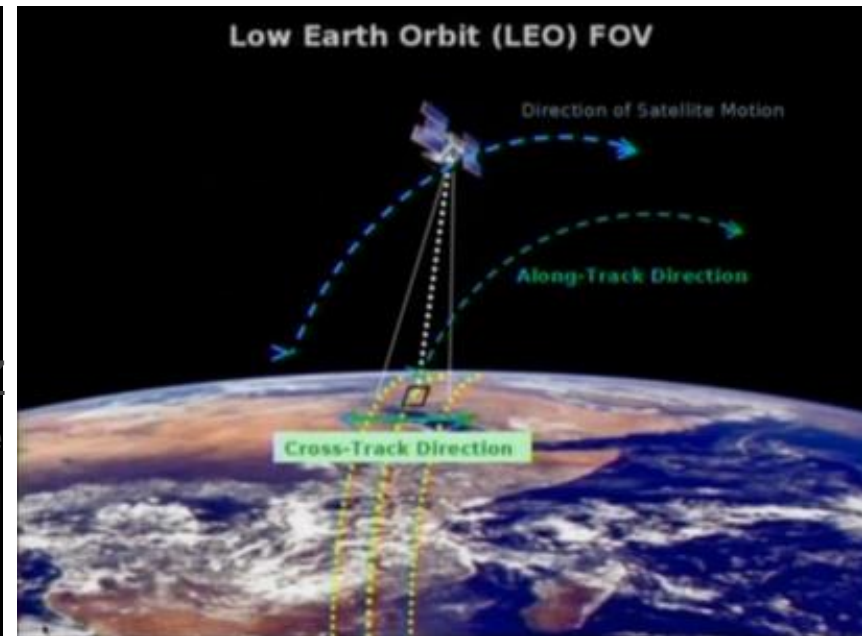 Low Earth Orbit (LEO) FOV
Direction of Satellite Motion
Along-Track Direction
Cross-Track Direction